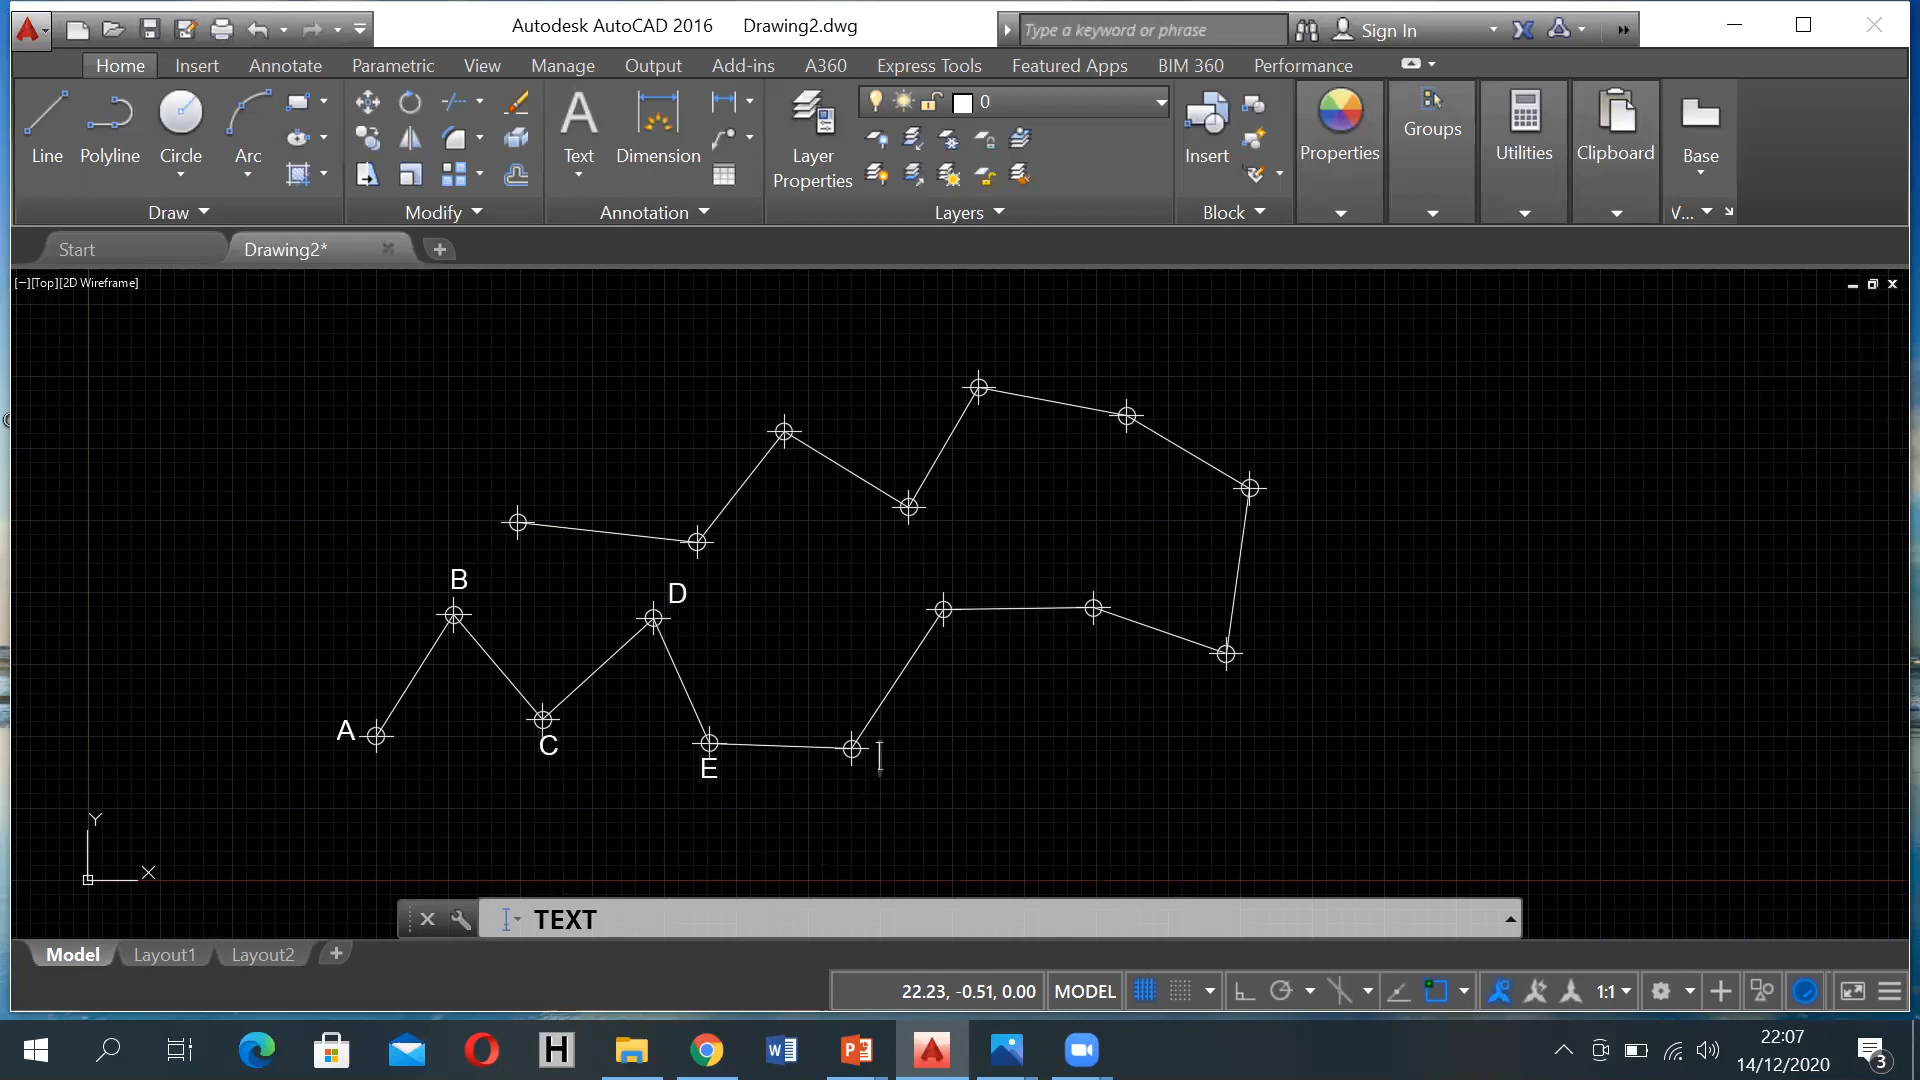 Autodesk AutoCAD 2016 Drawing2.dwg
Type a keyword or phrase
Sign In
Home Insert Annotate Parametric View Manage Output Add-ins A360 Express Tools Featured Apps BIM 360 Performance
0
Line Polyline Circle Arc
Text Dimension
Layer
Properties
Insert
Properties
Groups
Utilities
Clipboard
Base
Draw Modify Annotation Layers Block V...
Start Drawing2*
[−][Top][2D Wireframe]
B
D
A
C
E
Y
X
TEXT
Model Layout1 Layout2
22.23, -0.51, 0.00 MODEL 1:1
22:07
14/12/2020
3